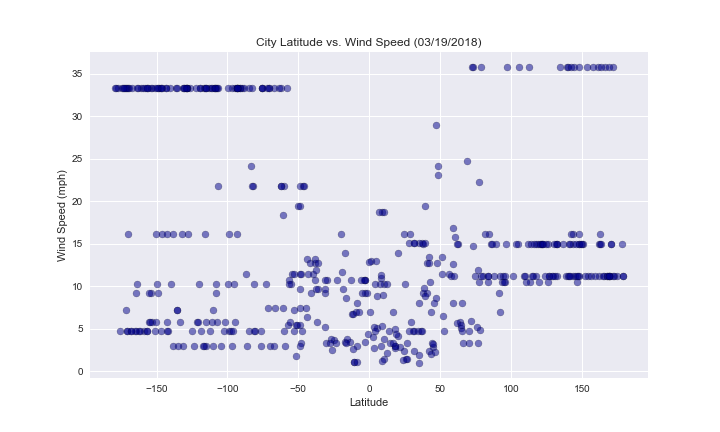 City Latitude vs. Wind Speed (03/19/2018)
35
30
25
20
15
10
5
0
Wind Speed (mph)
−150 −100 −50 0 50 100 150
Latitude